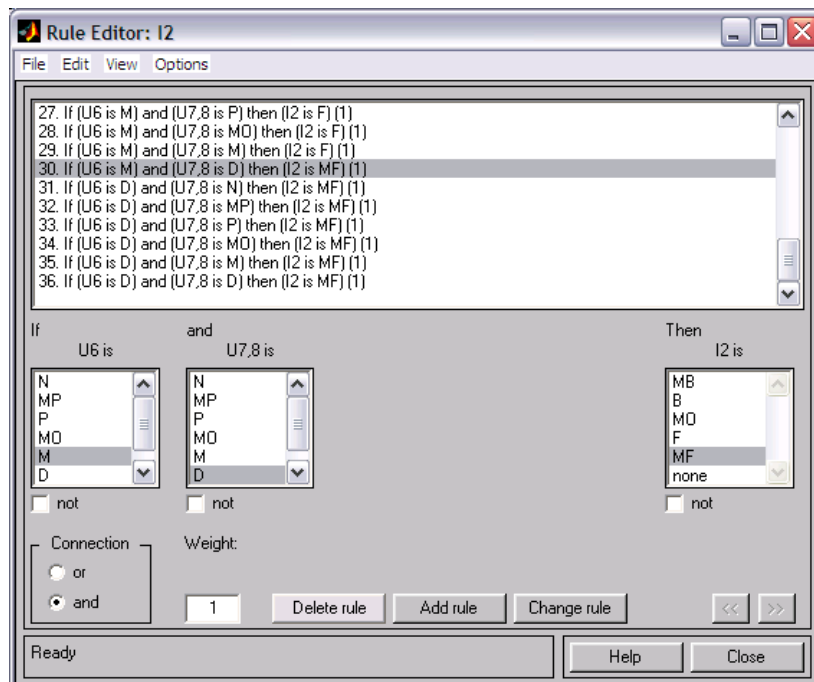 Rule Editor: I2
File Edit View Options
27. If (U6 is M) and (U7,8 is P) then (I2 is F) (1)
28. If (U6 is M) and (U7,8 is MO) then (I2 is F) (1)
29. If (U6 is M) and (U7,8 is M) then (I2 is F) (1)
30. If (U6 is M) and (U7,8 is D) then (I2 is MF) (1)
31. If (U6 is D) and (U7,8 is N) then (I2 is MF) (1)
32. If (U6 is D) and (U7,8 is MP) then (I2 is MF) (1)
33. If (U6 is D) and (U7,8 is P) then (I2 is MF) (1)
34. If (U6 is D) and (U7,8 is MO) then (I2 is MF) (1)
35. If (U6 is D) and (U7,8 is M) then (I2 is MF) (1)
36. If (U6 is D) and (U7,8 is D) then (I2 is MF) (1)
If
U6 is
N
MP
P
MO
M
D
not
and
U7,8 is
N
MP
P
MO
M
D
not
Then
I2 is
MB
B
MO
F
MF
none
not
Connection
or
and
Weight:
1
Delete rule
Add rule
Change rule
<<
>>
Ready
Help
Close